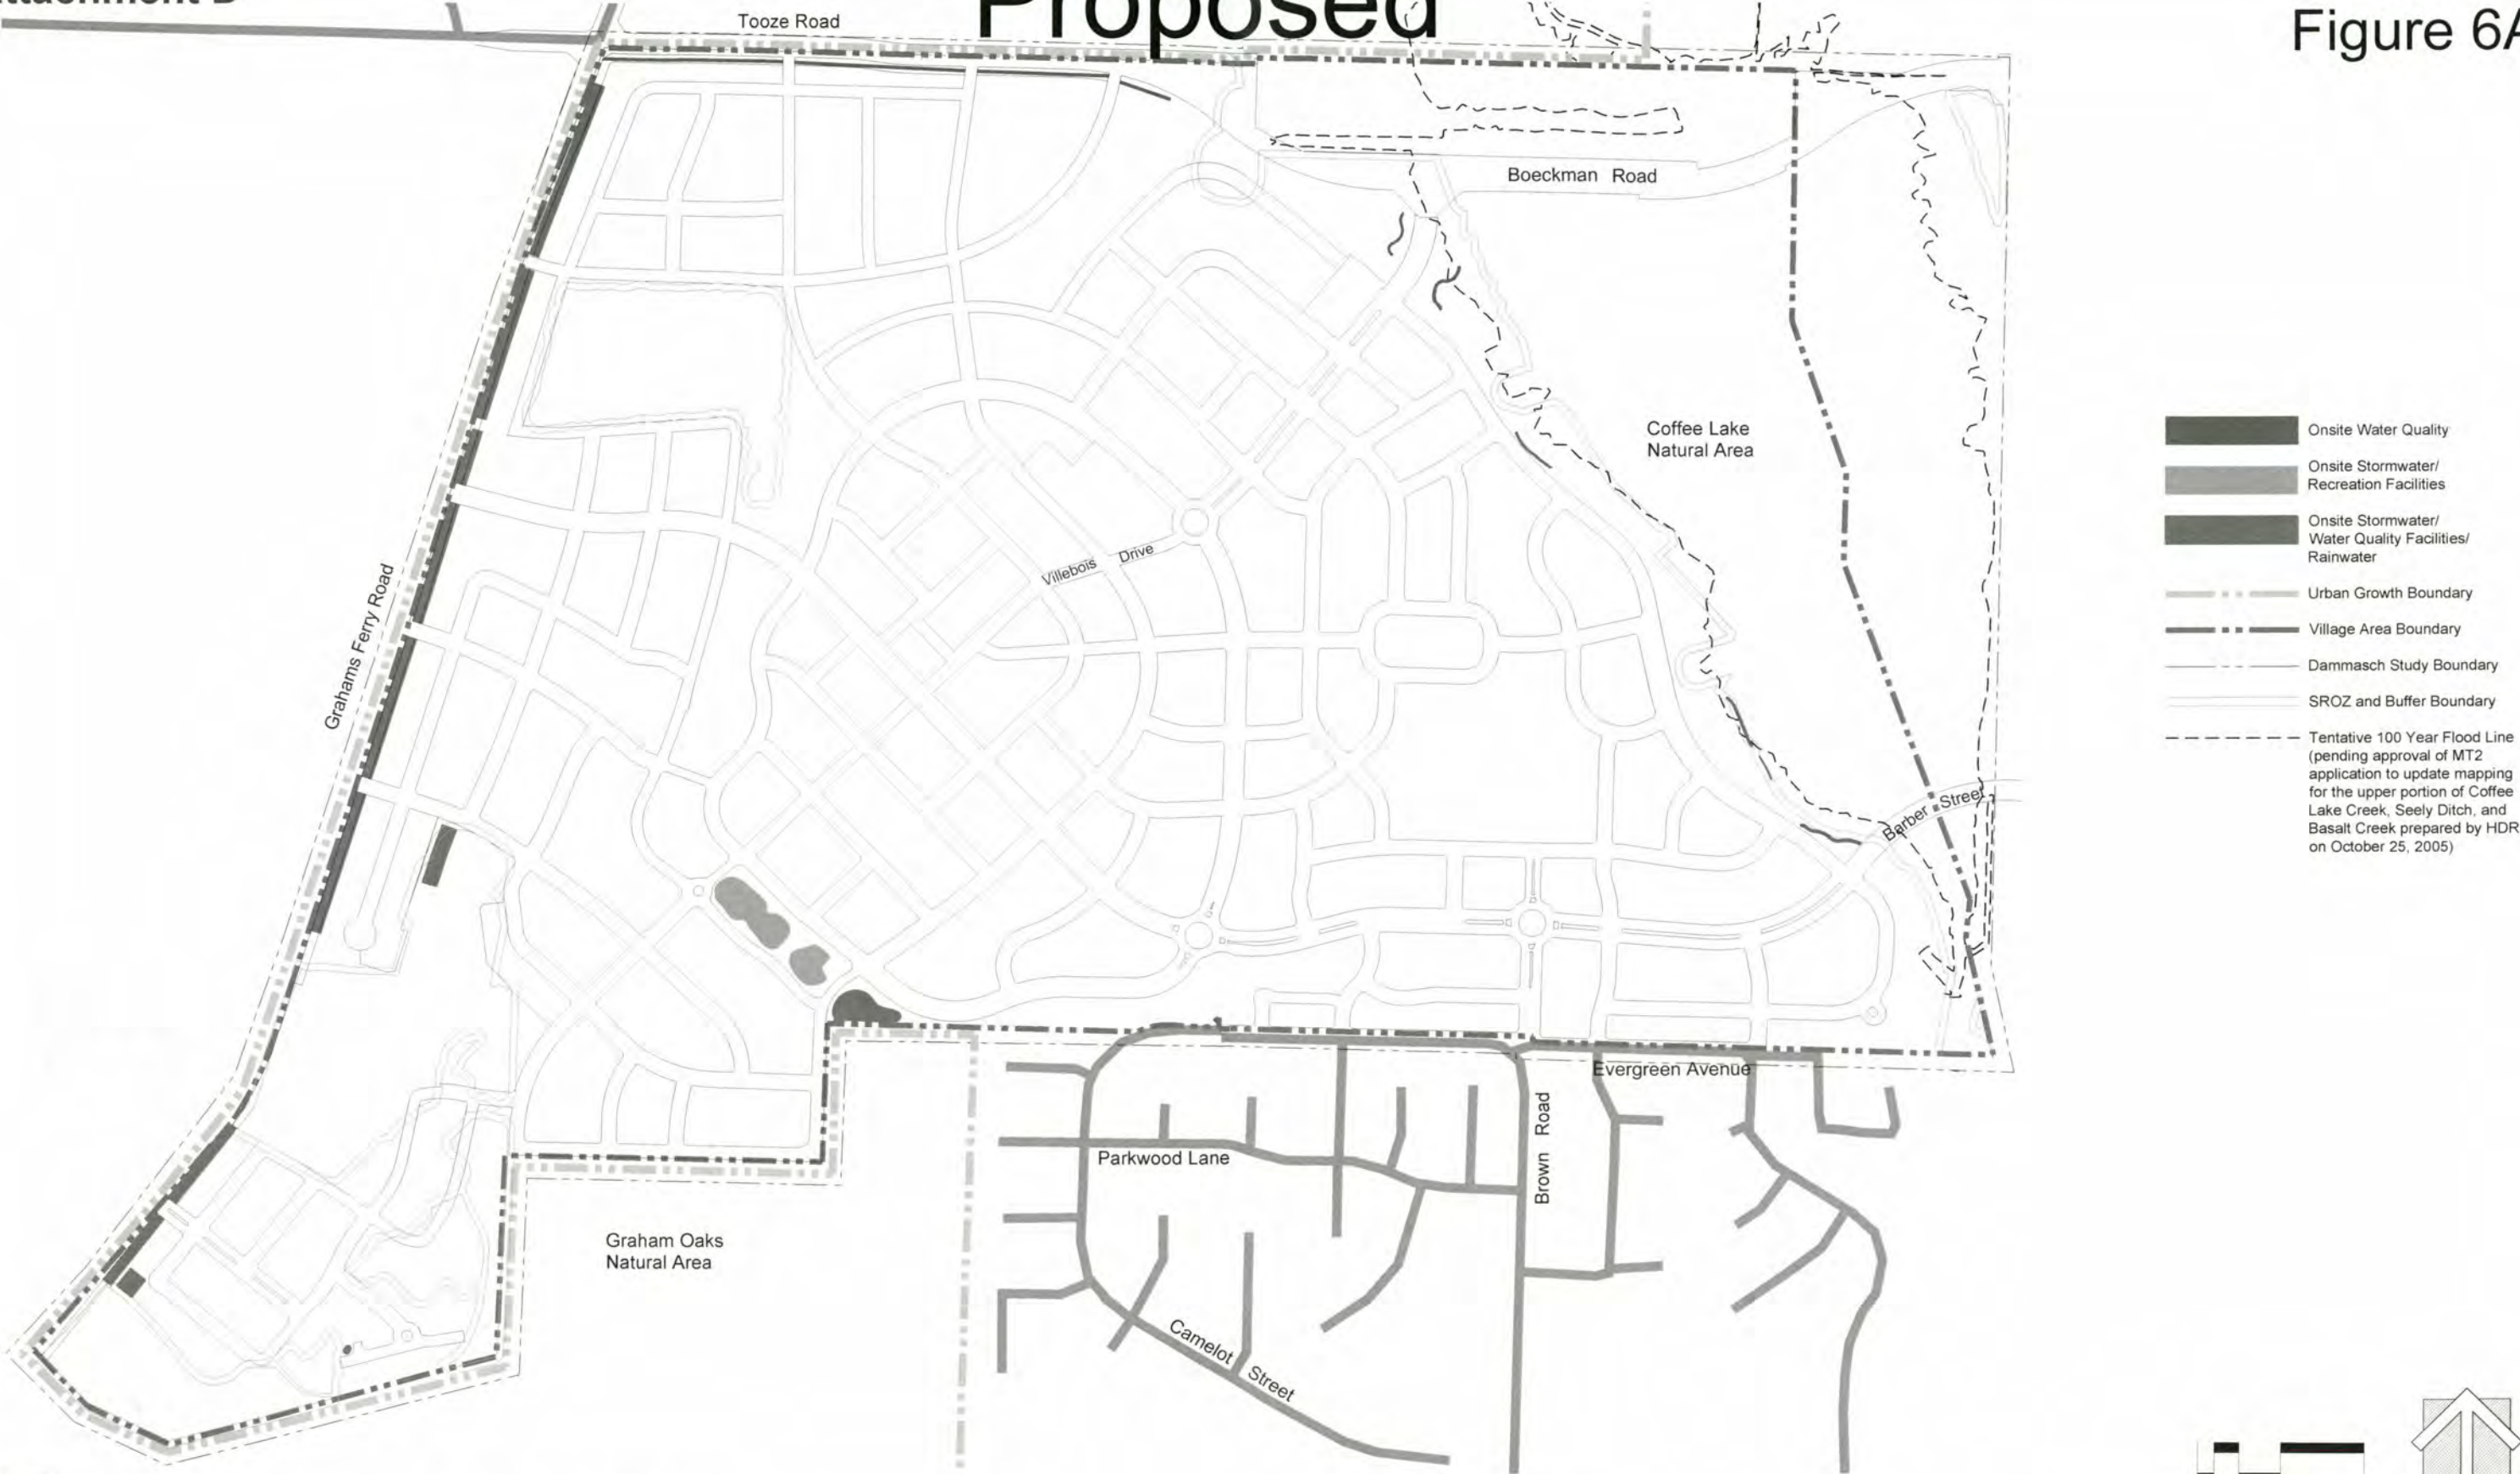 Proposed
Figure 6A
Tooze Road
Boeckman Road
Coffee Lake
Natural Area
Villebois Drive
Grahams Ferry Road
Barber Street
Evergreen Avenue
Parkwood Lane
Brown Road
Graham Oaks
Natural Area
Camelot Street
Onsite Water Quality
Onsite Stormwater/
Recreation Facilities
Onsite Stormwater/
Water Quality Facilities/
Rainwater
Urban Growth Boundary
Village Area Boundary
Dammasch Study Boundary
SROZ and Buffer Boundary
Tentative 100 Year Flood Line
(pending approval of MT2
application to update mapping
for the upper portion of Coffee
Lake Creek, Seely Ditch, and
Basalt Creek prepared by HDR
on October 25, 2005)